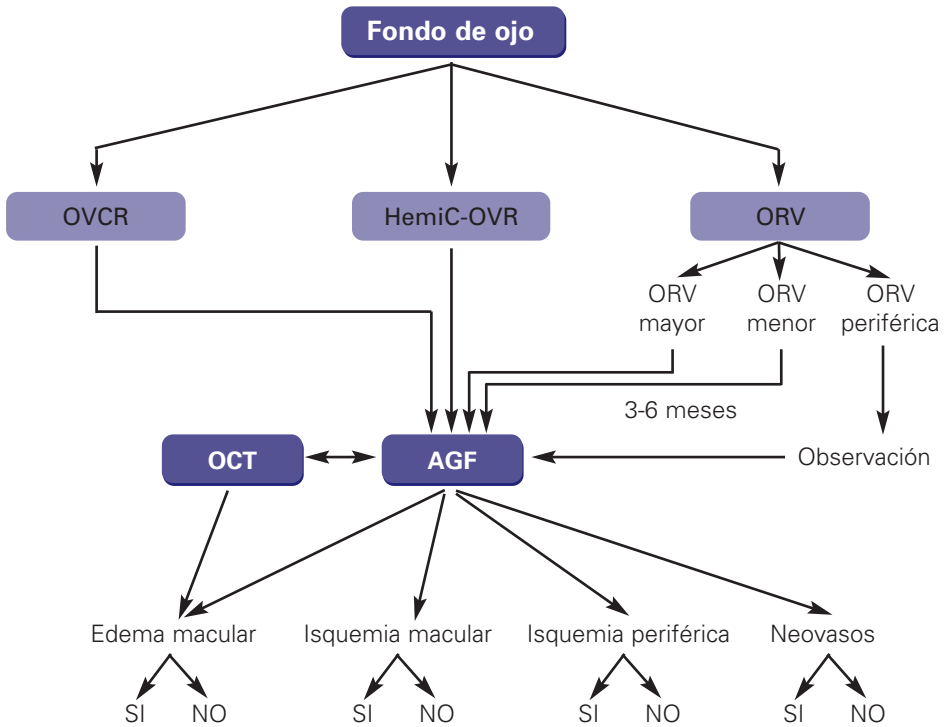 Fondo de ojo
OVCR
HemiC-OVR
ORV
ORV
mayor
ORV
menor
ORV
periférica
3-6 meses
OCT
AGF
Observación
Edema macular
Isquemia macular
Isquemia periférica
Neovasos
SI
NO
SI
NO
SI
NO
SI
NO